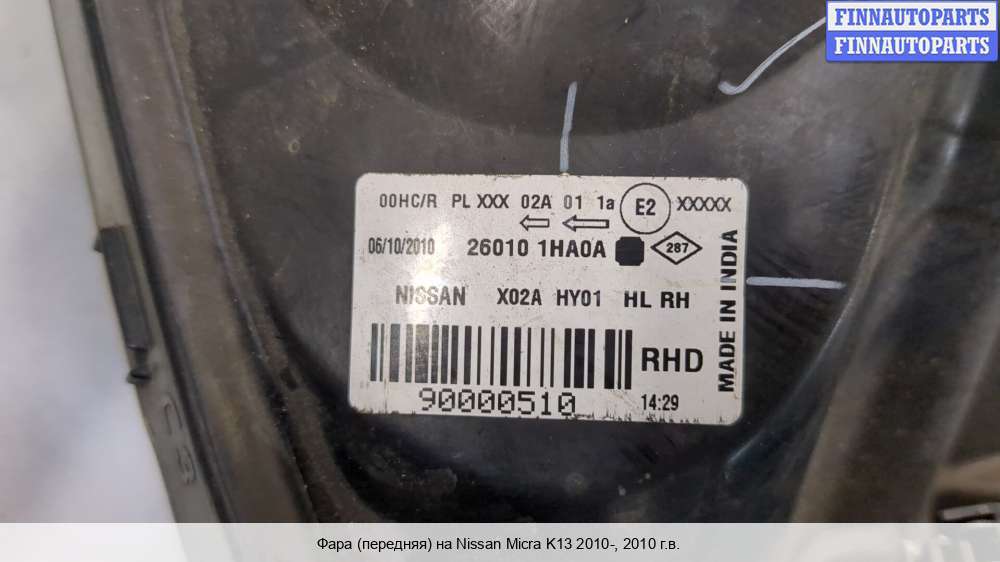 FINNAUTOPARTS
FINNAUTOPARTS
00HC/R PL XXX 02A 01 1a E2 XXXXX
06/10/2010 26010 1HA0A 287
NISSAN X02A HY01 HL RH
MADE IN INDIA
RHD
90000510 14:29
Фара (передняя) на Nissan Micra K13 2010-, 2010 г.в.